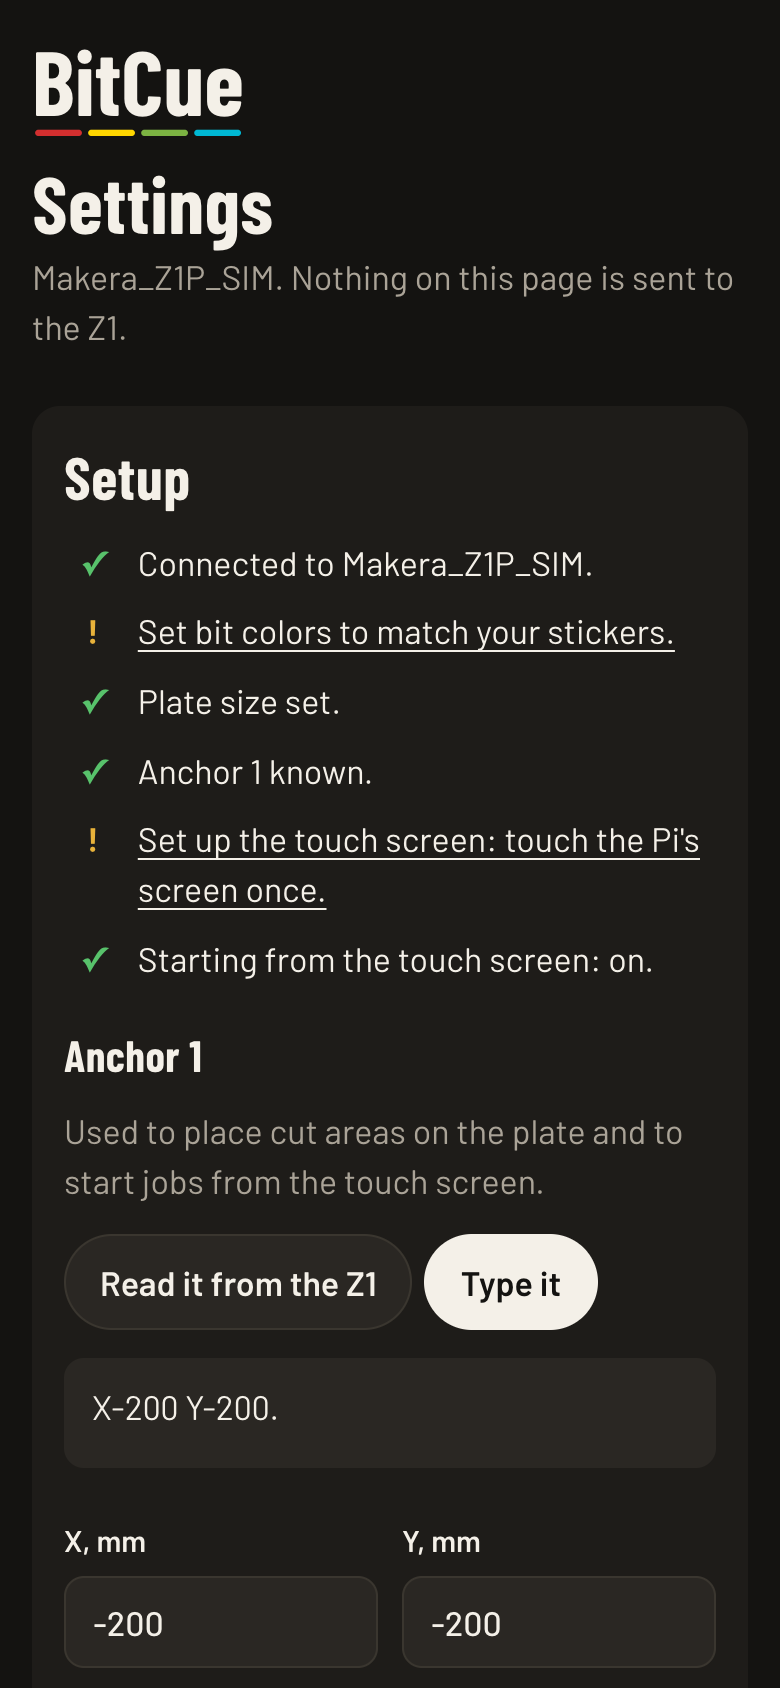 BitCue
Settings
Makera_Z1P_SIM. Nothing on this page is sent to
the Z1.
Setup
✓ Connected to Makera_Z1P_SIM.
! Set bit colors to match your stickers.
✓ Plate size set.
✓ Anchor 1 known.
! Set up the touch screen: touch the Pi's
screen once.
✓ Starting from the touch screen: on.
Anchor 1
Used to place cut areas on the plate and to
start jobs from the touch screen.
Read it from the Z1 Type it
X-200 Y-200.
X, mm Y, mm
-200 -200